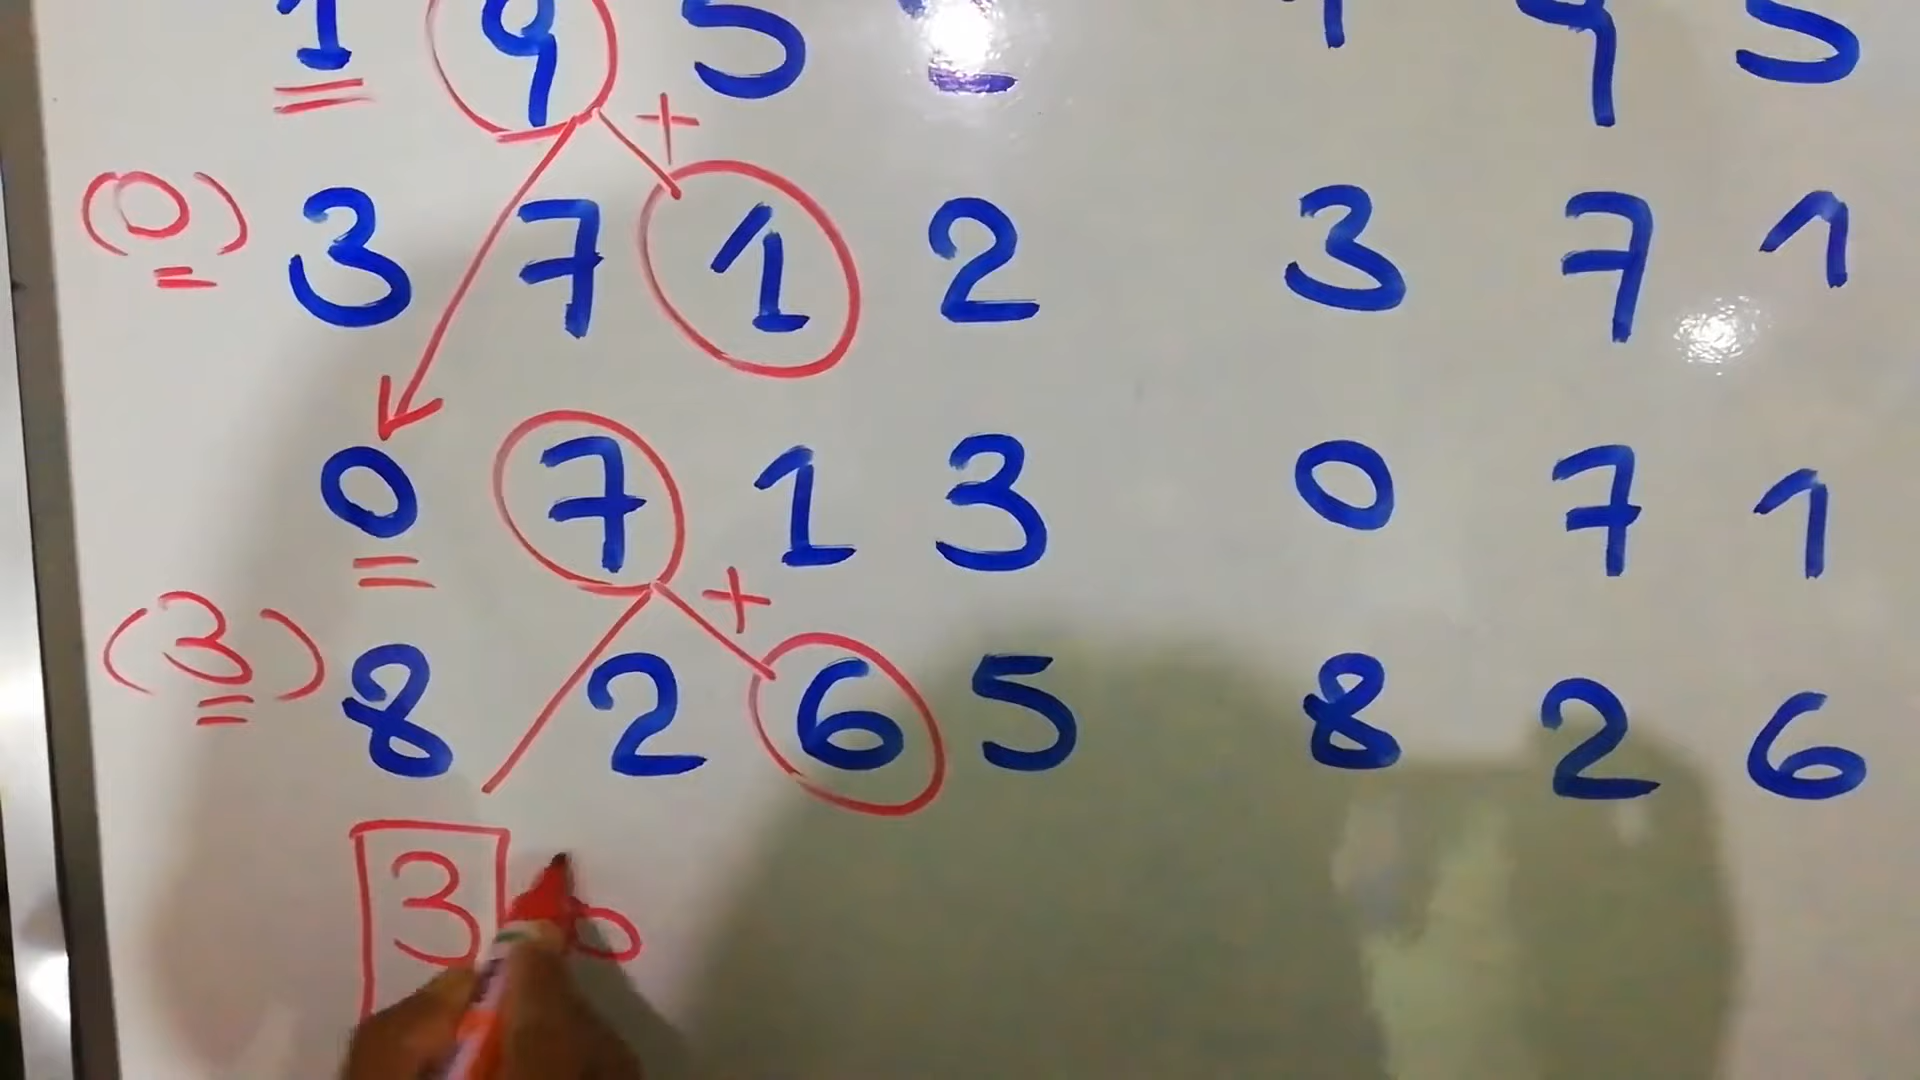 1 9 5 2 9 9 5
+
(0) 3 7 1 2 3 7 1
0 7 1 3 0 7 1
+
(3) 8 2 6 5 8 2 6
3